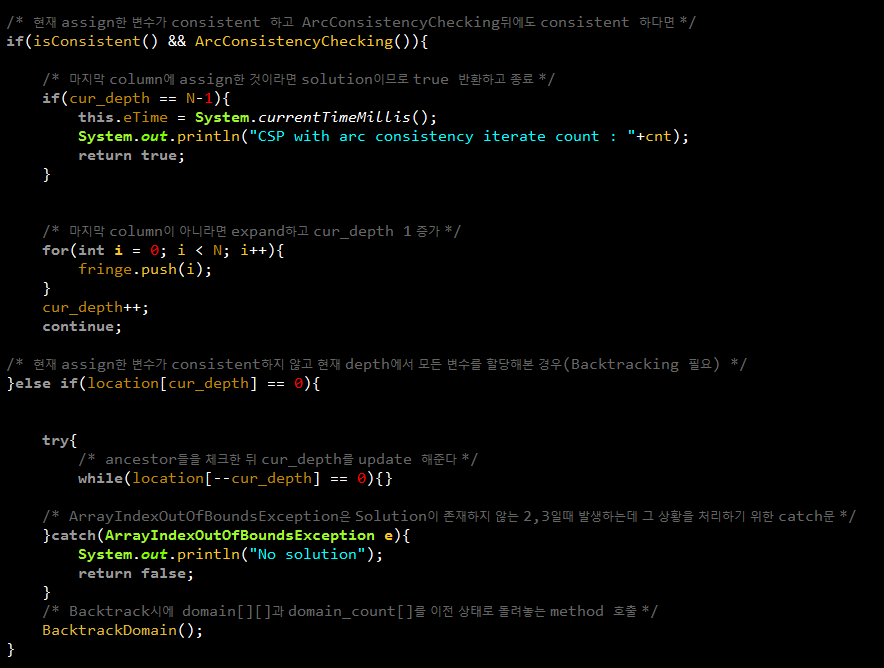 /* 현재 assign한 변수가 consistent 하고 ArcConsistencyChecking뒤에도 consistent 하다면 */
if(isConsistent() && ArcConsistencyChecking()){
/* 마지막 column에 assign한 것이라면 solution이므로 true 반환하고 종료 */
if(cur_depth == N-1){
this.eTime = System.currentTimeMillis();
System.out.println("CSP with arc consistency iterate count : "+cnt);
return true;
}
/* 마지막 column이 아니라면 expand하고 cur_depth 1 증가 */
for(int i = 0; i < N; i++){
fringe.push(i);
}
cur_depth++;
continue;
/* 현재 assign한 변수가 consistent하지 않고 현재 depth에서 모든 변수를 할당해본 경우(Backtracking 필요) */
}else if(location[cur_depth] == 0){
try{
/* ancestor들을 체크한 뒤 cur_depth를 update 해준다 */
while(location[--cur_depth] == 0){}
/* ArrayIndexOutOfBoundsException은 Solution이 존재하지 않는 2,3일때 발생하는데 그 상황을 처리하기 위한 catch문 */
}catch(ArrayIndexOutOfBoundsException e){
System.out.println("No solution");
return false;
}
/* Backtrack시에 domain[][]과 domain_count[]를 이전 상태로 돌려놓는 method 호출 */
BacktrackDomain();
}